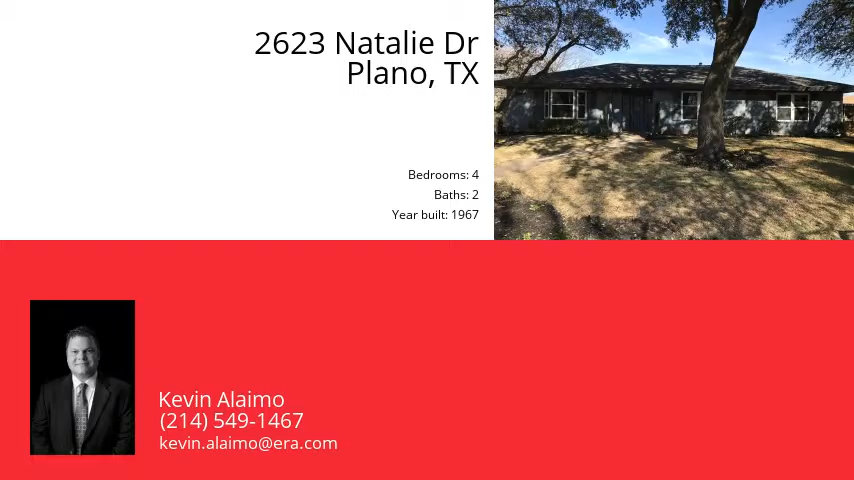 2623 Natalie Dr
Plano, TX
Bedrooms: 4
Baths: 2
Year built: 1967
Kevin Alaimo
(214) 549-1467
kevin.alaimo@era.com